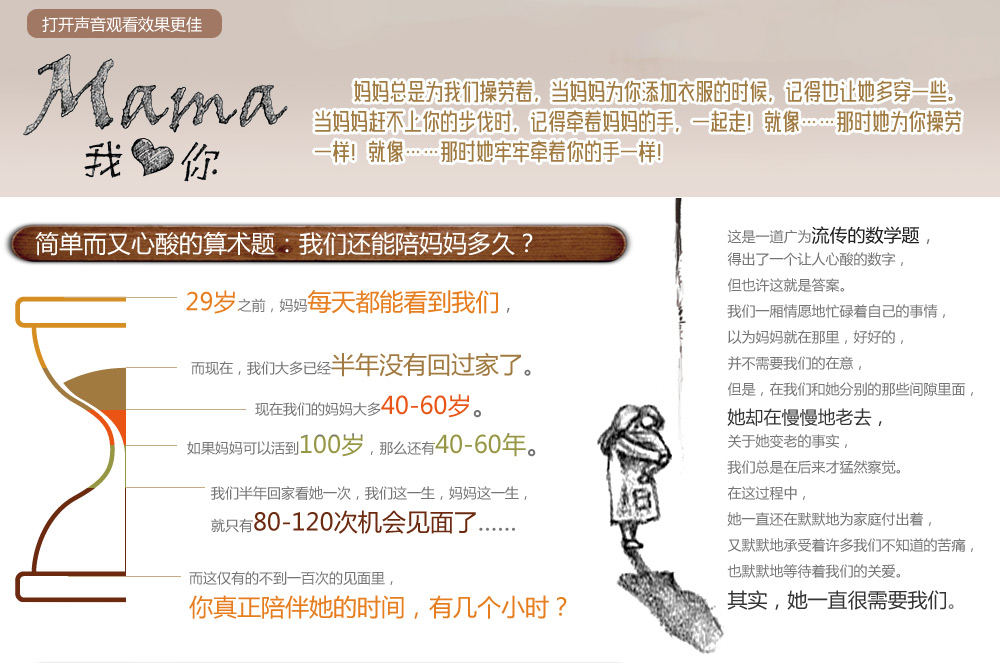 打开声音观看效果更佳
Mama
我 你
妈妈总是为我们操劳着，当妈妈为你添加衣服的时候，记得也让她多穿一些。
当妈妈赶不上你的步伐时，记得牵着妈妈的手，一起走！就像……那时她为你操劳
一样！就像……那时她牢牢牵着你的手一样！
简单而又心酸的算术题：我们还能陪妈妈多久？
29岁之前，妈妈每天都能看到我们，
而现在，我们大多已经半年没有回过家了。
现在我们的妈妈大多40-60岁。
如果妈妈可以活到100岁，那么还有40-60年。
我们半年回家看她一次，我们这一生，妈妈这一生，
就只有80-120次机会见面了……
而这仅有的不到一百次的见面里，
你真正陪伴她的时间，有几个小时？
这是一道广为流传的数学题，
得出了一个让人心酸的数字，
但也许这就是答案。
我们一厢情愿地忙碌着自己的事情，
以为妈妈就在那里，好好的，
并不需要我们的在意，
但是，在我们和她分别的那些间隙里面，
她却在慢慢地老去，
关于她变老的事实，
我们总是在后来才猛然察觉。
在这过程中，
她一直还在默默地为家庭付出着，
又默默地承受着许多我们不知道的苦痛，
也默默地等待着我们的关爱。
其实，她一直很需要我们。